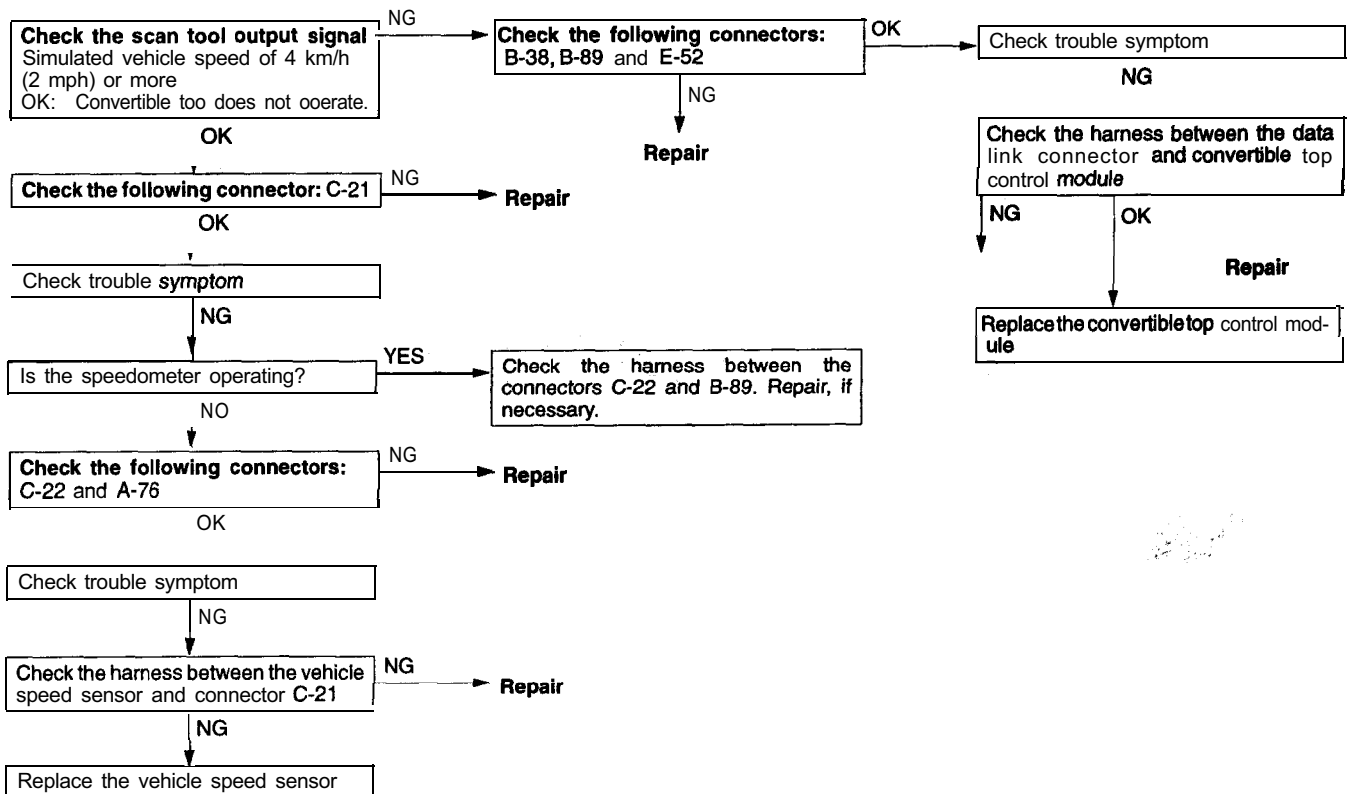 Check the scan tool output signal
Simulated vehicle speed of 4 km/h
(2 mph) or more
OK: Convertible too does not ooerate.
NG
Check the following connectors:
B-38, B-89 and E-52
OK
Check trouble symptom
NG
NG
Repair
Check the harness between the data
link connector and convertible top
control module
NG
OK
Repair
Replace the convertible top control mod-
ule
OK
Check the following connector: C-21
NG
Repair
OK
Check trouble symptom
NG
Is the speedometer operating?
YES
Check the harness between the
connectors C-22 and B-89. Repair, if
necessary.
NO
Check the following connectors:
C-22 and A-76
NG
Repair
OK
Check trouble symptom
NG
Check the harness between the vehicle
speed sensor and connector C-21
NG
Repair
NG
Replace the vehicle speed sensor